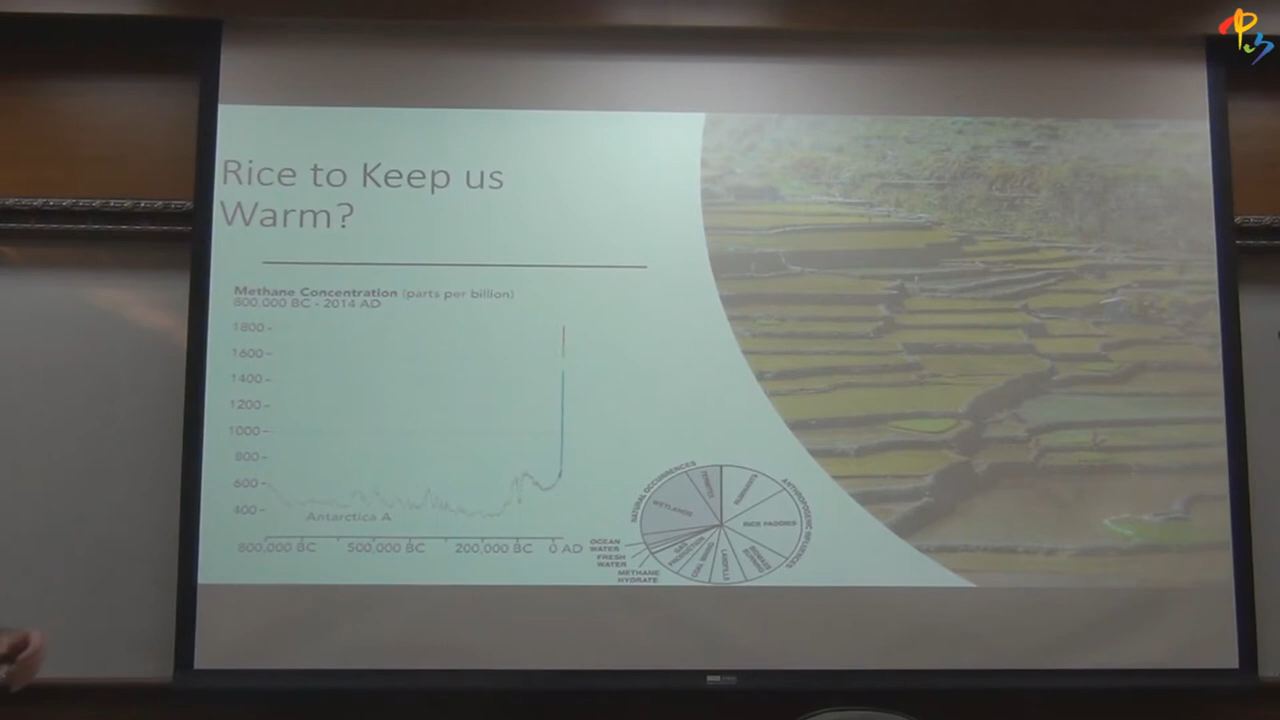 Rice to Keep us
Warm?
Methane Concentration (parts per billion)
800,000 BC - 2014 AD
1800
1600
1400
1200
1000
800
600
400
Antarctica A
800,000 BC 500,000 BC 200,000 BC 0 AD
NATURAL OCCURRENCES
TERMITES
WETLANDS
OCEAN
WATER
FRESH
WATER
METHANE
HYDRATE
ANTHROPOGENIC INFLUENCES
RUMINANTS
RICE PADDIES
BIOMASS
BURNING
LANDFILLS
COAL MINING
GAS
PRODUCTION